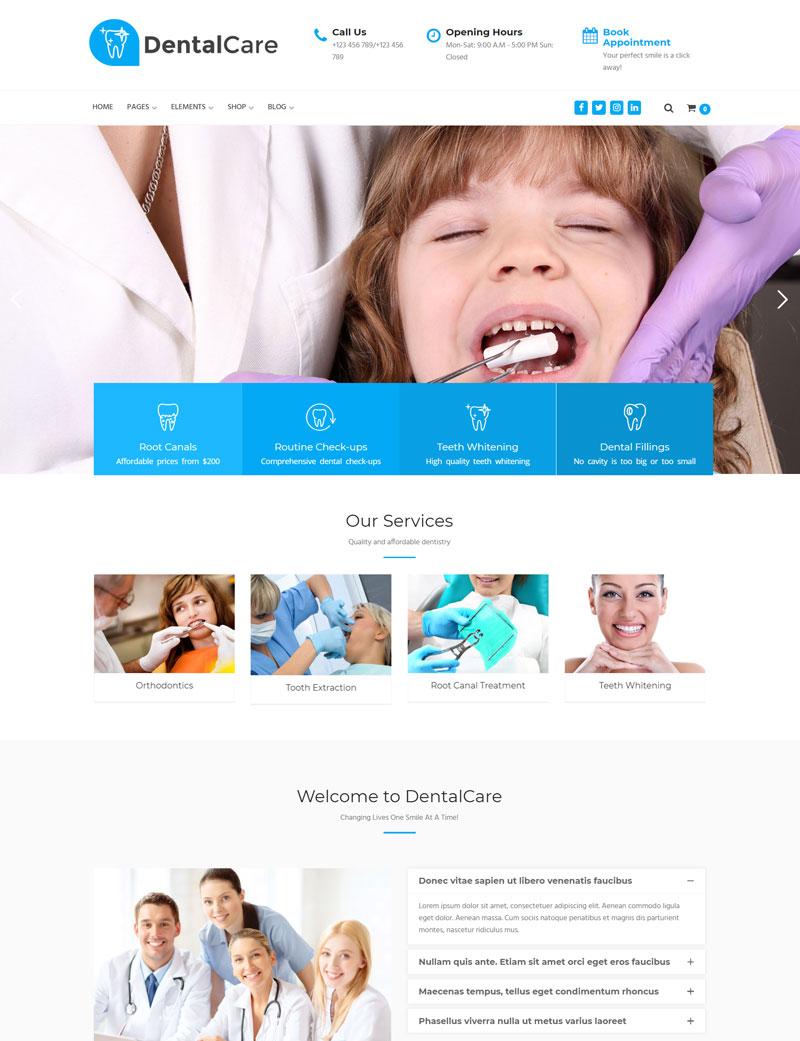 DentalCare
Call Us
+123 456 789/+123 456
789
Opening Hours
Mon-Sat: 9:00 A.M - 5:00 PM Sun:
Closed
Book
Appointment
Your perfect smile is a click
away!
HOME PAGES ELEMENTS SHOP BLOG
0
Root Canals
Affordable prices from $200
Routine Check-ups
Comprehensive dental check-ups
Teeth Whitening
High quality teeth whitening
Dental Fillings
No cavity is too big or too small
Our Services
Quality and affordable dentistry
Orthodontics
Tooth Extraction
Root Canal Treatment
Teeth Whitening
Welcome to DentalCare
Changing Lives One Smile At A Time!
Donec vitae sapien ut libero venenatis faucibus
Lorem ipsum dolor sit amet, consectetuer adipiscing elit. Aenean commodo ligula
eget dolor. Aenean massa. Cum sociis natoque penatibus et magnis dis parturient
montes, nascetur ridiculus mus.
Nullam quis ante. Etiam sit amet orci eget eros faucibus
Maecenas tempus, tellus eget condimentum rhoncus
Phasellus viverra nulla ut metus varius laoreet